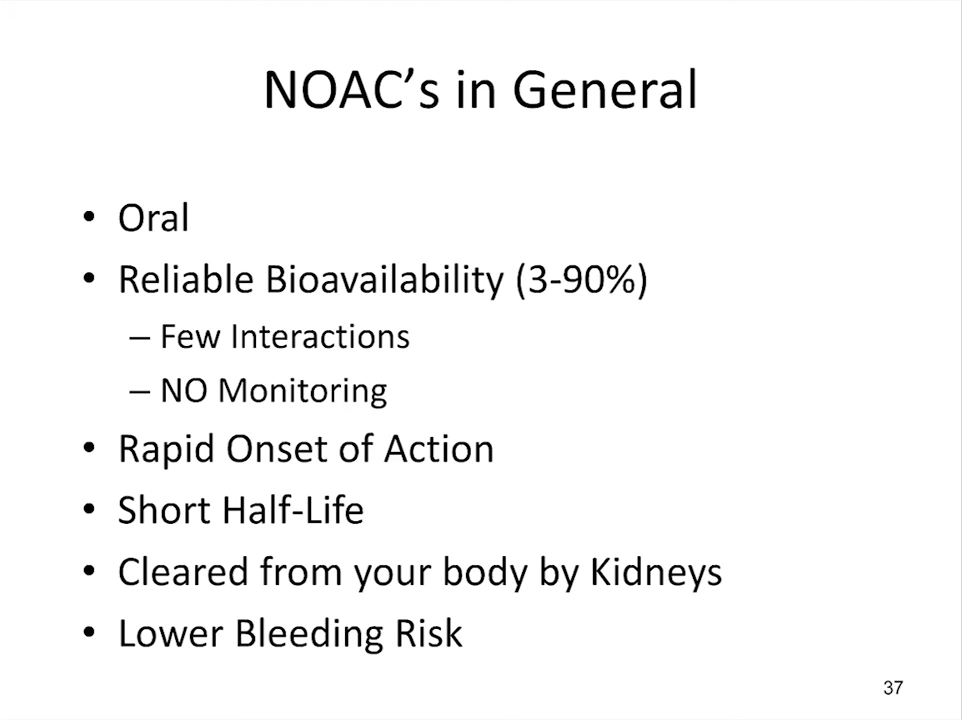 NOAC’s in General
• Oral
• Reliable Bioavailability (3-90%)
– Few Interactions
– NO Monitoring
• Rapid Onset of Action
• Short Half-Life
• Cleared from your body by Kidneys
• Lower Bleeding Risk
37